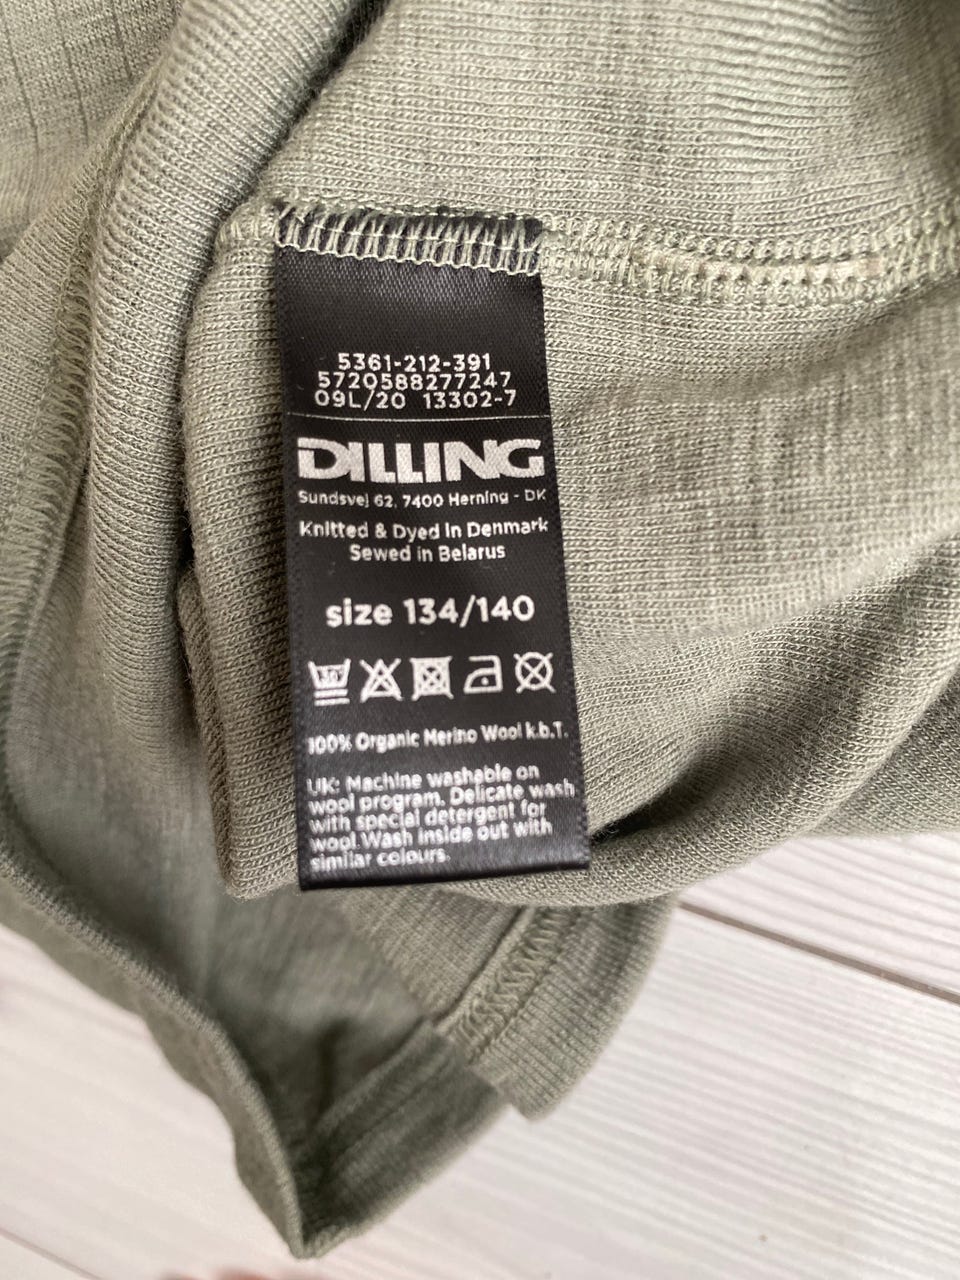 5361-212-391
5720588277247
09L/20 13302-7
DILLING
Sundsvej 62, 7400 Herning - DK
Knitted & Dyed in Denmark
Sewed in Belarus
size 134/140
30
100% Organic Merino Wool k.b.T.
UK: Machine washable on
wool program. Delicate wash
with special detergent for
wool. Wash inside out with
similar colours.